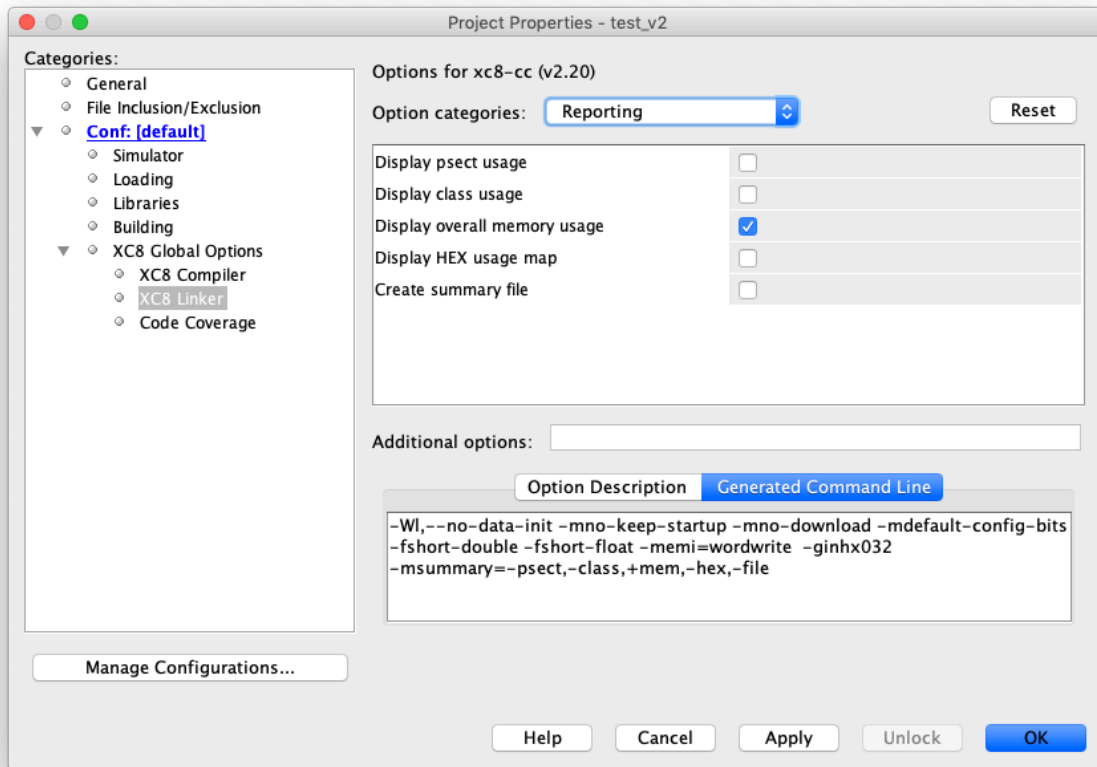 Project Properties - test_v2
Categories:
General
File Inclusion/Exclusion
Conf: [default]
Simulator
Loading
Libraries
Building
XC8 Global Options
XC8 Compiler
XC8 Linker
Code Coverage
Manage Configurations...
Options for xc8-cc (v2.20)
Option categories: Reporting Reset
Display psect usage
Display class usage
Display overall memory usage
Display HEX usage map
Create summary file
Additional options:
Option Description Generated Command Line
-Wl,--no-data-init -mno-keep-startup -mno-download -mdefault-config-bits
-fshort-double -fshort-float -memi=wordwrite -ginhx032
-msummary=-psect,-class,+mem,-hex,-file
Help Cancel Apply Unlock OK